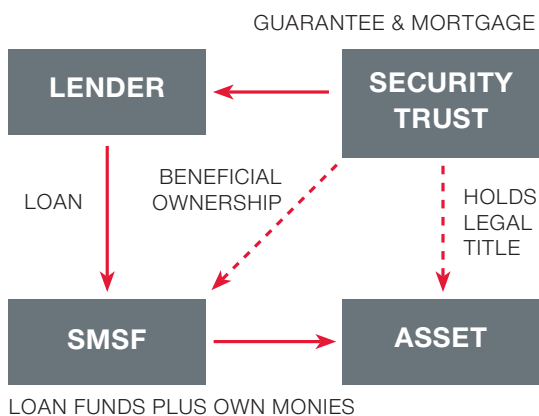 GUARANTEE & MORTGAGE
LENDER
SECURITY
TRUST
LOAN
BENEFICIAL
OWNERSHIP
HOLDS
LEGAL
TITLE
SMSF
ASSET
LOAN FUNDS PLUS OWN MONIES